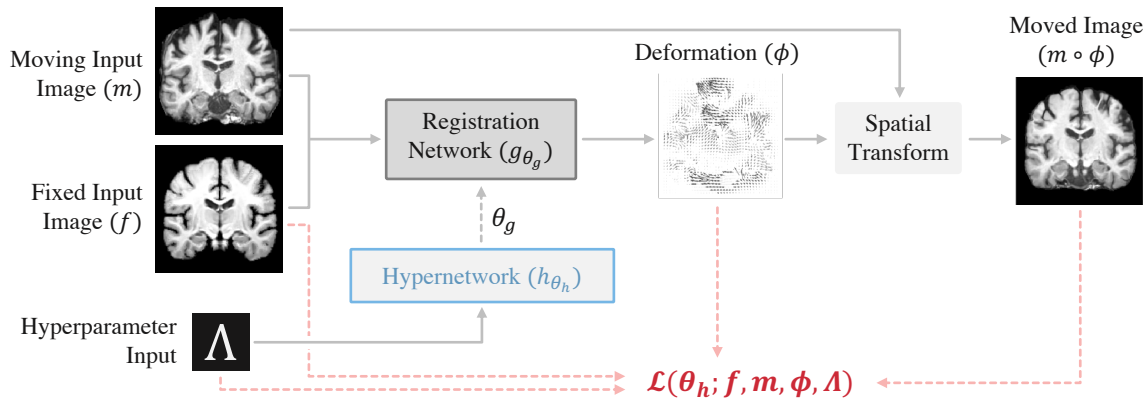 Moving Input
Image (m)
Fixed Input
Image (f)
Hyperparameter
Input
Λ
Registration
Network (g_{θ_g})
θ_g
Hypernetwork (h_{θ_h})
Deformation (ϕ)
Spatial
Transform
Moved Image
(m ∘ ϕ)
ℒ(θ_h; f, m, ϕ, Λ)